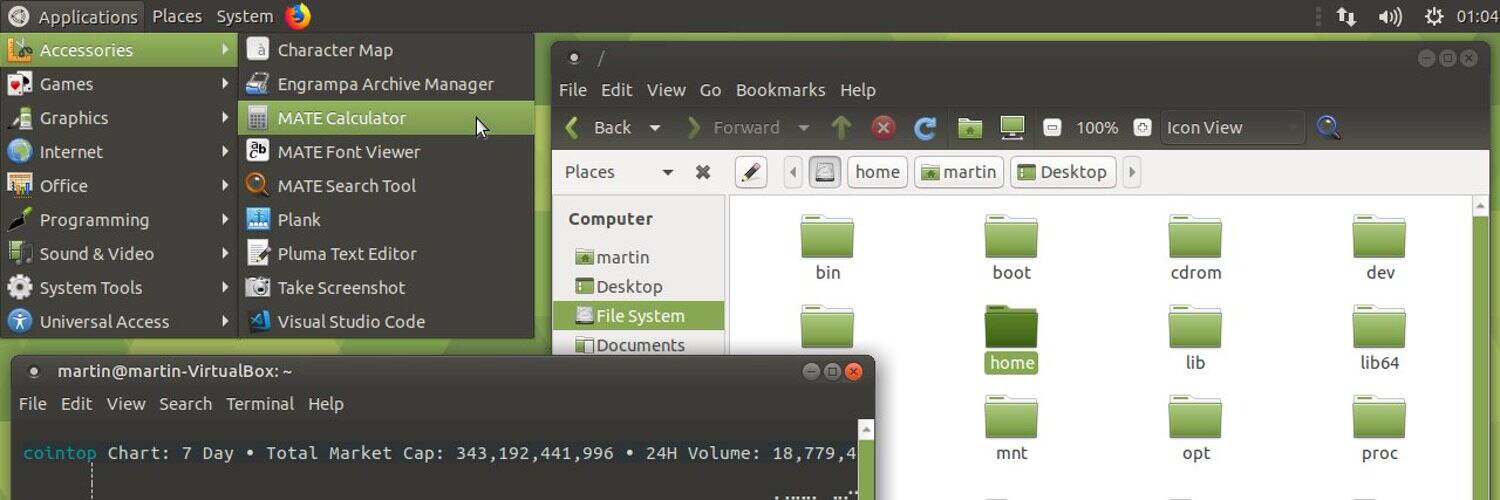 Applications Places System 01:04
Accessories
Games
Graphics
Internet
Office
Programming
Sound & Video
System Tools
Universal Access
Character Map
Engrampa Archive Manager
MATE Calculator
MATE Font Viewer
MATE Search Tool
Plank
Pluma Text Editor
Take Screenshot
Visual Studio Code
/
File Edit View Go Bookmarks Help
Back Forward 100% Icon View
Places home martin Desktop
Computer
martin
Desktop
File System
Documents
bin boot cdrom dev
home lib lib64
mnt opt proc
martin@martin-VirtualBox: ~
File Edit View Search Terminal Help
cointop Chart: 7 Day • Total Market Cap: 343,192,441,996 • 24H Volume: 18,779,4